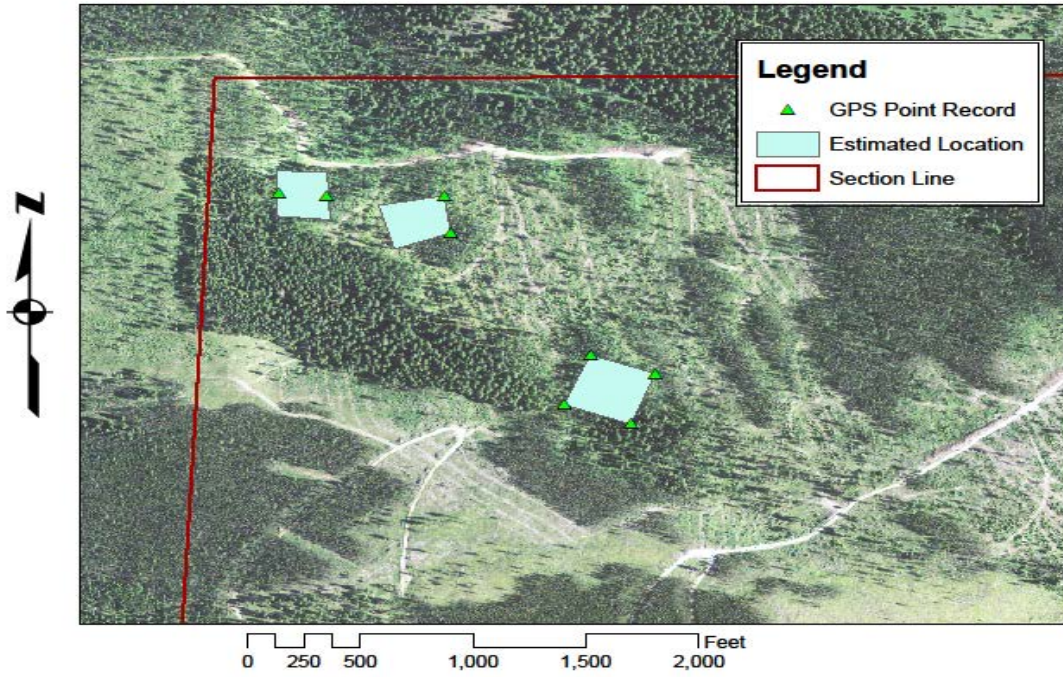 Legend
GPS Point Record
Estimated Location
Section Line
N
Feet
0 250 500 1,000 1,500 2,000